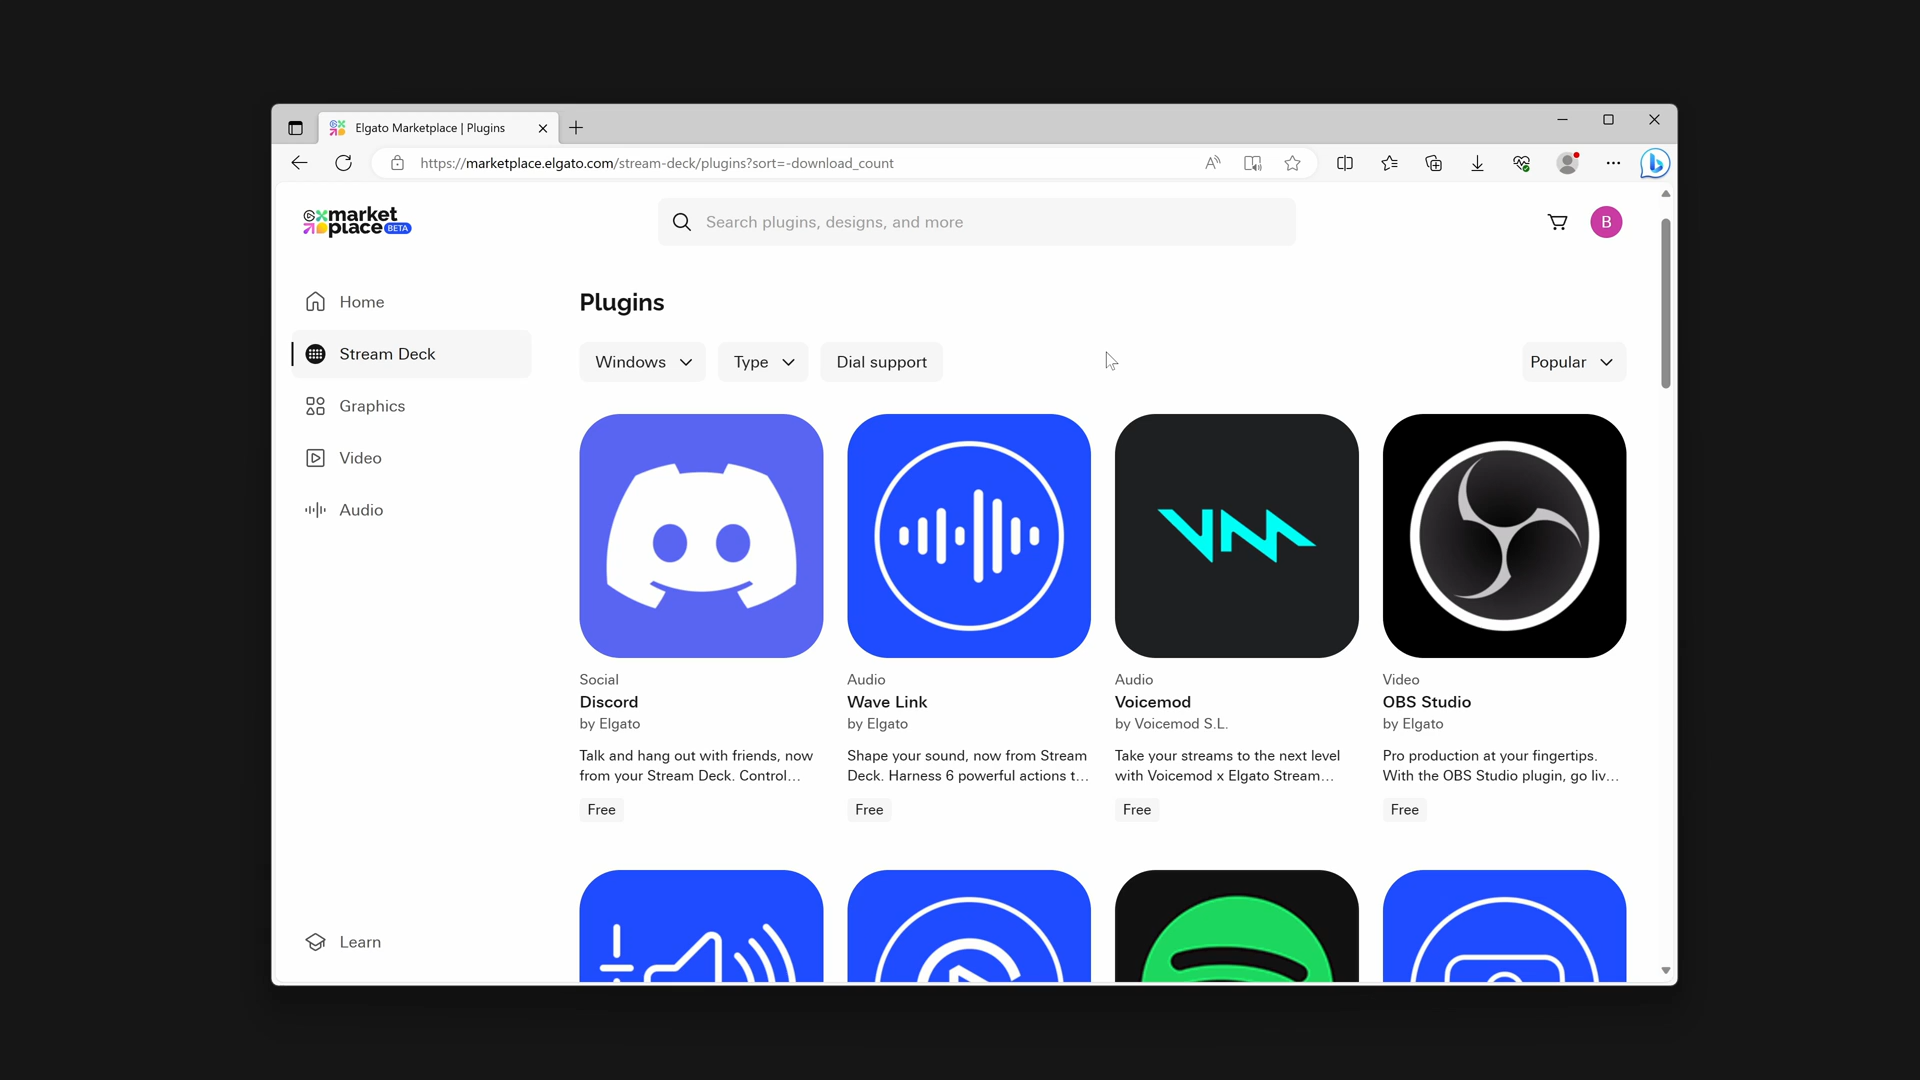 Elgato Marketplace | Plugins
https://marketplace.elgato.com/stream-deck/plugins?sort=-download_count
market
place BETA
Search plugins, designs, and more
B
Home
Stream Deck
Graphics
Video
Audio
Learn
Plugins
Windows
Type
Dial support
Popular
Social
Discord
by Elgato
Talk and hang out with friends, now
from your Stream Deck. Control...
Free
Audio
Wave Link
by Elgato
Shape your sound, now from Stream
Deck. Harness 6 powerful actions t...
Free
VM
Audio
Voicemod
by Voicemod S.L.
Take your streams to the next level
with Voicemod x Elgato Stream...
Free
Video
OBS Studio
by Elgato
Pro production at your fingertips.
With the OBS Studio plugin, go liv...
Free